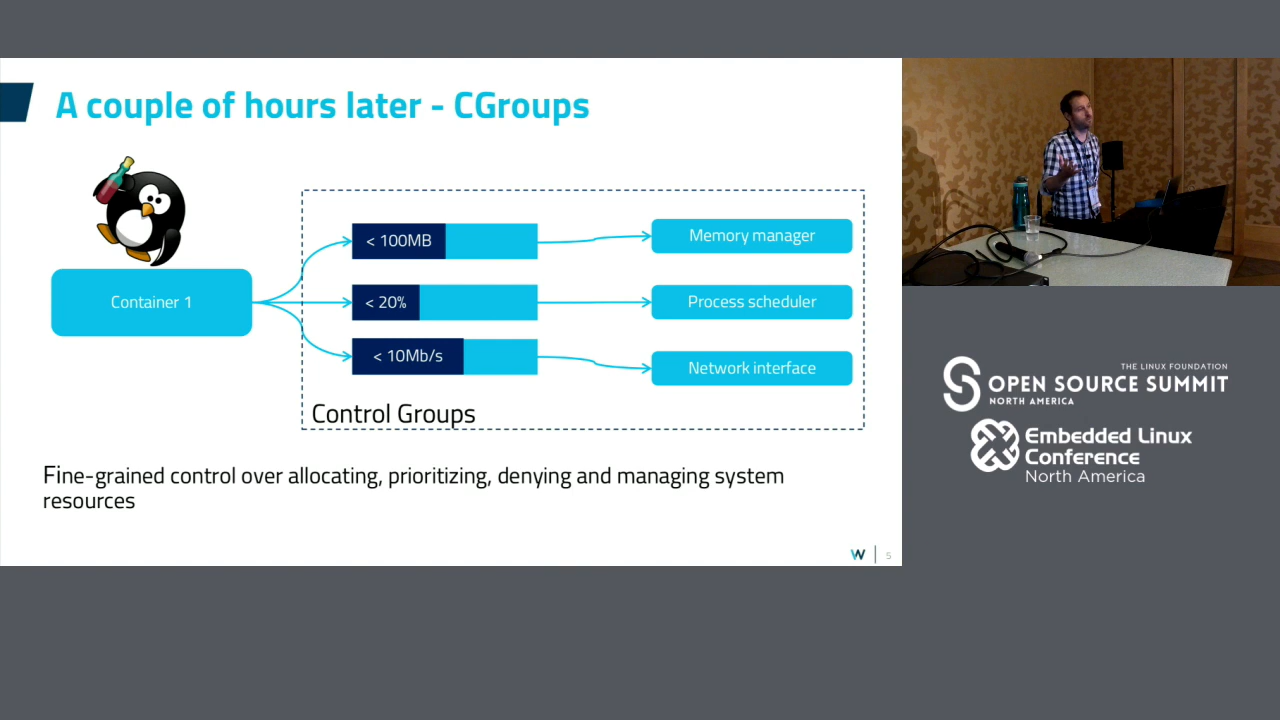 A couple of hours later - CGroups
Container 1
< 100MB
< 20%
< 10Mb/s
Memory manager
Process scheduler
Network interface
Control Groups
Fine-grained control over allocating, prioritizing, denying and managing system
resources
W
5
THE LINUX FOUNDATION
OPEN SOURCE SUMMIT
NORTH AMERICA
Embedded Linux
Conference
North America